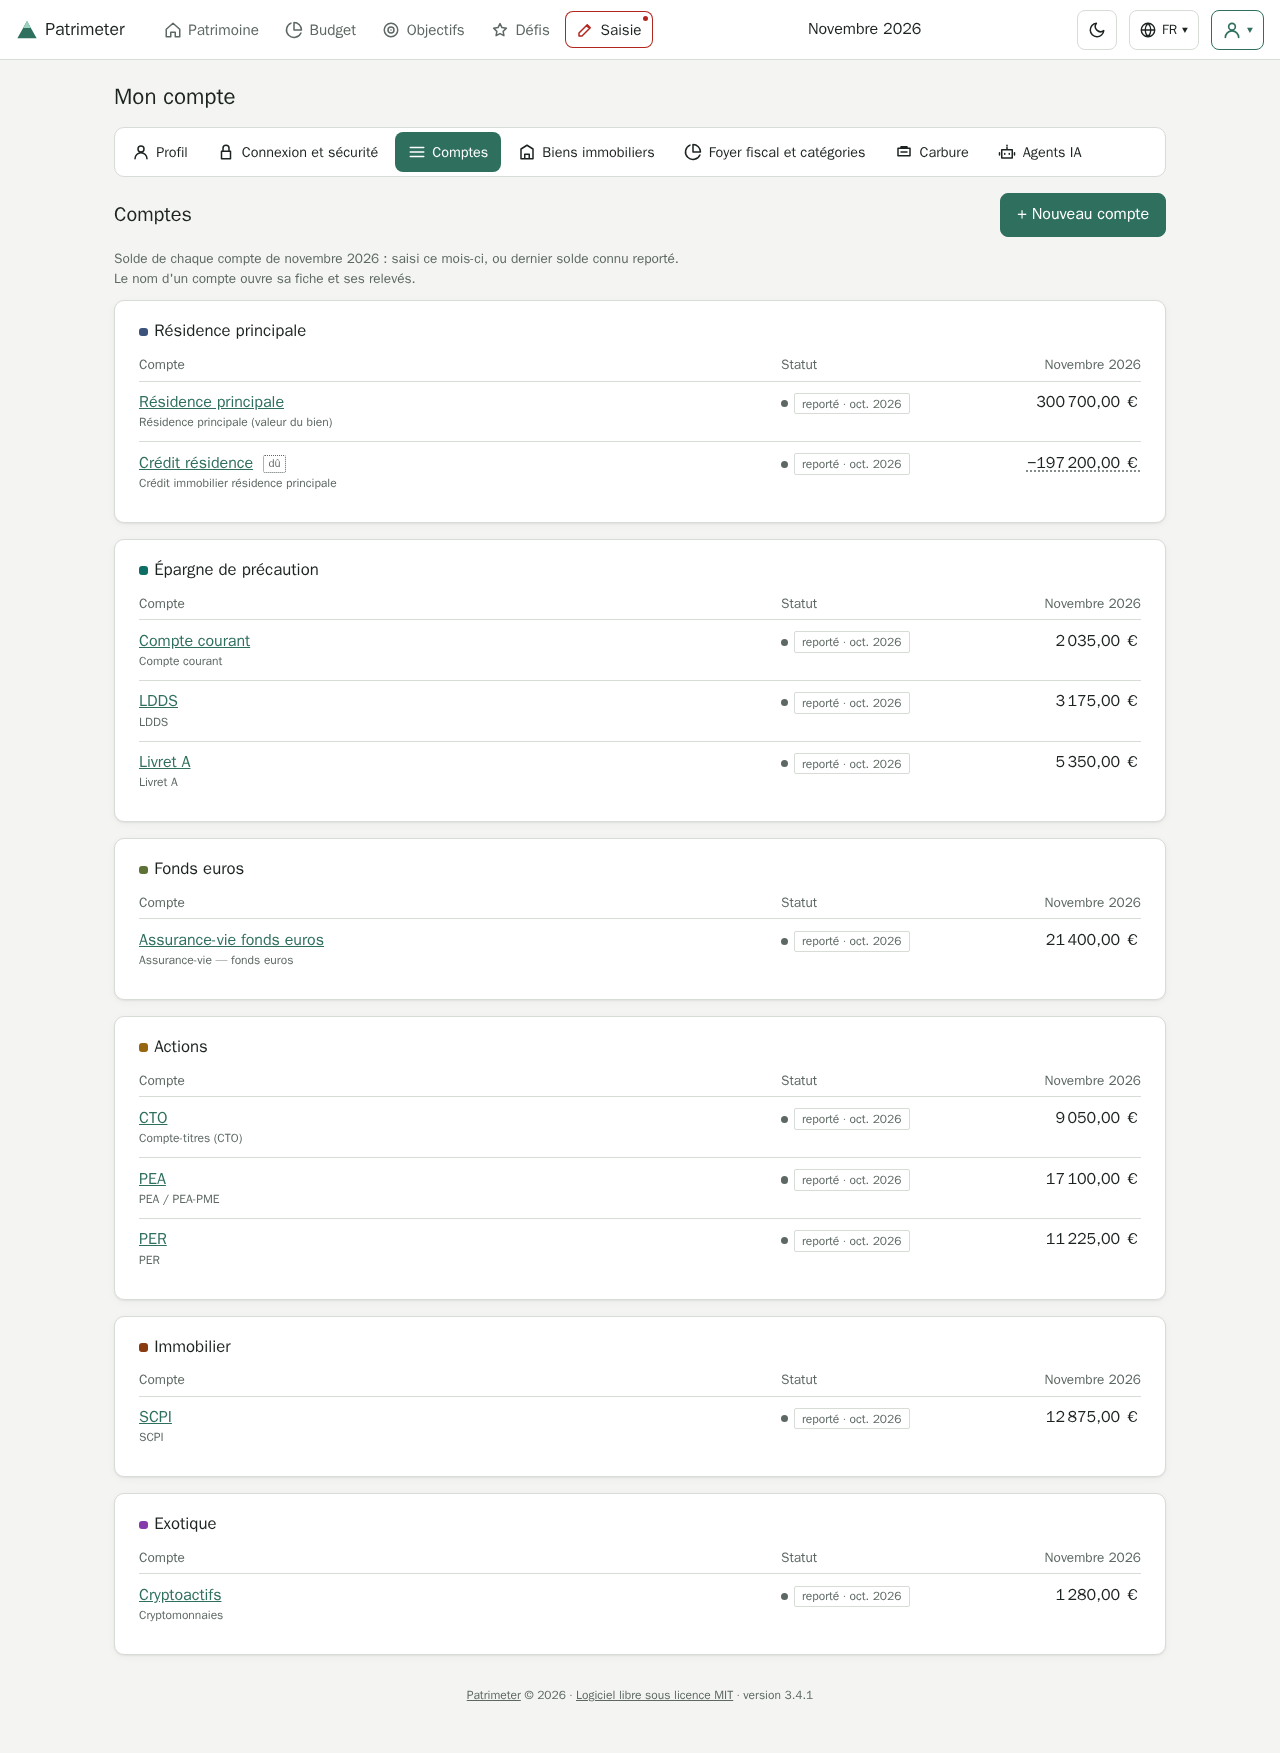 Patrimeter
Patrimoine
Budget
Objectifs
Défis
Saisie
Novembre 2026
FR ▾
▾
Mon compte
Profil
Connexion et sécurité
Comptes
Biens immobiliers
Foyer fiscal et catégories
Carbure
Agents IA
Comptes
+ Nouveau compte
Solde de chaque compte de novembre 2026 : saisi ce mois-ci, ou dernier solde connu reporté.
Le nom d'un compte ouvre sa fiche et ses relevés.
Résidence principale
Compte Statut Novembre 2026
Résidence principale reporté · oct. 2026 300 700,00 €
Résidence principale (valeur du bien)
Crédit résidence dû reporté · oct. 2026 −197 200,00 €
Crédit immobilier résidence principale
Épargne de précaution
Compte Statut Novembre 2026
Compte courant reporté · oct. 2026 2 035,00 €
Compte courant
LDDS reporté · oct. 2026 3 175,00 €
LDDS
Livret A reporté · oct. 2026 5 350,00 €
Livret A
Fonds euros
Compte Statut Novembre 2026
Assurance-vie fonds euros reporté · oct. 2026 21 400,00 €
Assurance-vie — fonds euros
Actions
Compte Statut Novembre 2026
CTO reporté · oct. 2026 9 050,00 €
Compte-titres (CTO)
PEA reporté · oct. 2026 17 100,00 €
PEA / PEA-PME
PER reporté · oct. 2026 11 225,00 €
PER
Immobilier
Compte Statut Novembre 2026
SCPI reporté · oct. 2026 12 875,00 €
SCPI
Exotique
Compte Statut Novembre 2026
Cryptoactifs reporté · oct. 2026 1 280,00 €
Cryptomonnaies
Patrimeter © 2026 · Logiciel libre sous licence MIT · version 3.4.1